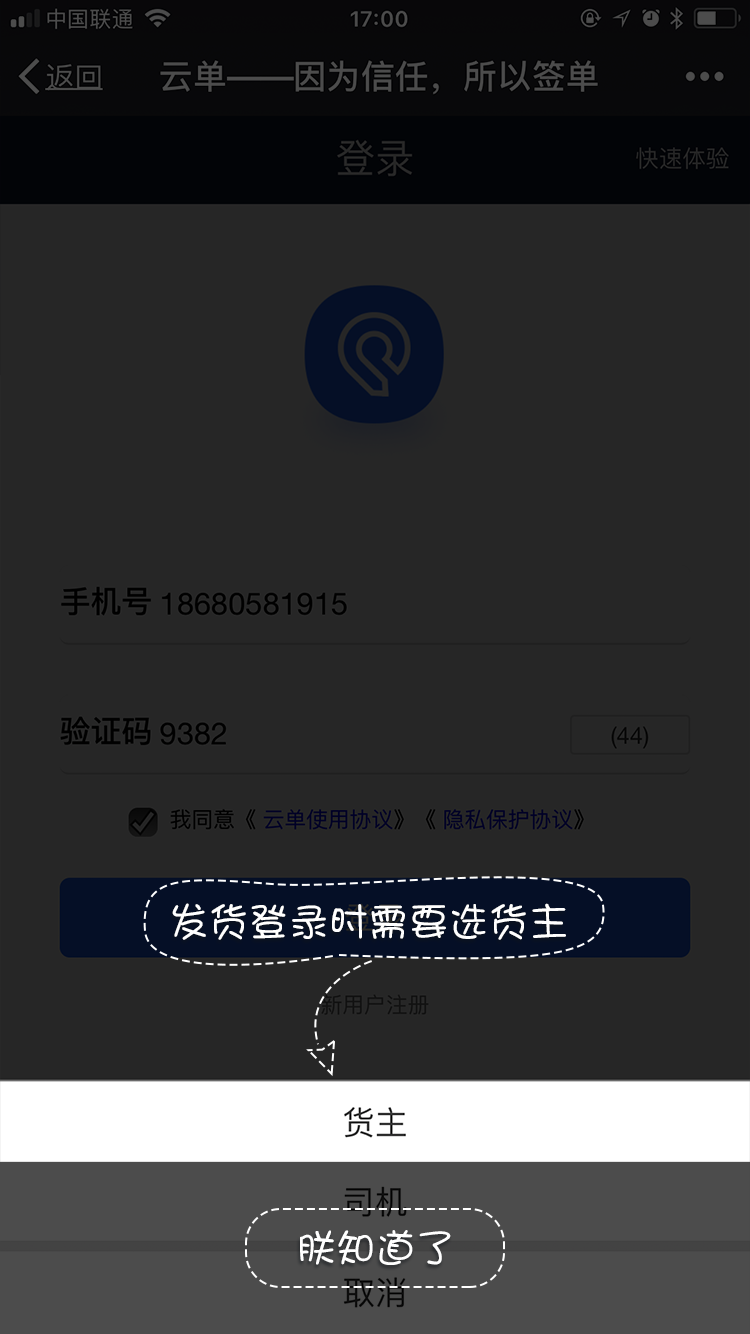 中国联通 17:00
返回 云单——因为信任，所以签单
登录 快速体验
手机号 18680581915
验证码 9382 (44)
我同意《 云单使用协议》《 隐私保护协议》
发货登录时需要选货主
新用户注册
货主
司机
朕知道了
取消